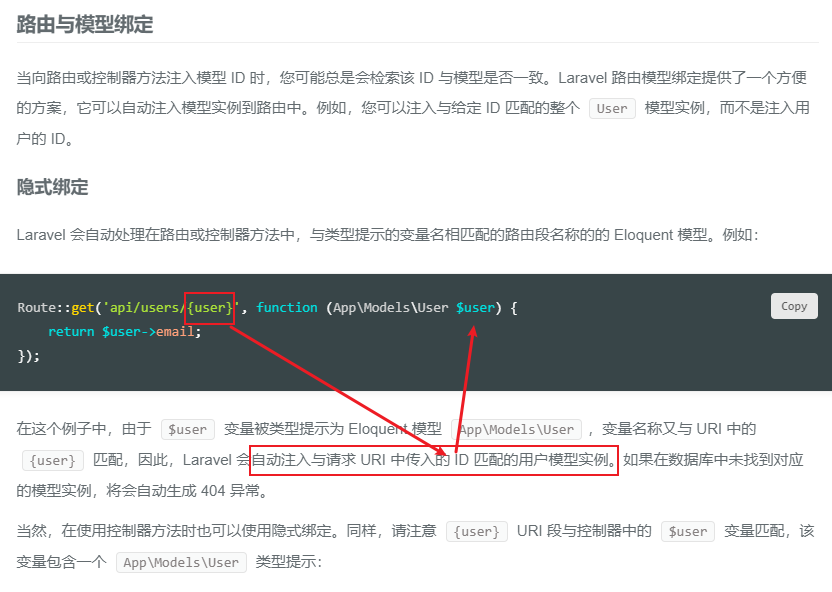 路由与模型绑定
当向路由或控制器方法注入模型 ID 时，您可能总是会检索该 ID 与模型是否一致。Laravel 路由模型绑定提供了一个方便
的方案，它可以自动注入模型实例到路由中。例如，您可以注入与给定 ID 匹配的整个 User 模型实例，而不是注入用
户的 ID。
隐式绑定
Laravel 会自动处理在路由或控制器方法中，与类型提示的变量名相匹配的路由段名称的的 Eloquent 模型。例如：
Route::get('api/users/{user}', function (App\Models\User $user) {
Copy
    return $user->email;
});
在这个例子中，由于 $user 变量被类型提示为 Eloquent 模型 App\Models\User ，变量名称又与 URI 中的
{user} 匹配，因此，Laravel 会自动注入与请求 URI 中传入的 ID 匹配的用户模型实例。如果在数据库中未找到对应
的模型实例，将会自动生成 404 异常。
当然，在使用控制器方法时也可以使用隐式绑定。同样，请注意 {user} URI 段与控制器中的 $user 变量匹配，该
变量包含一个 App\Models\User 类型提示：